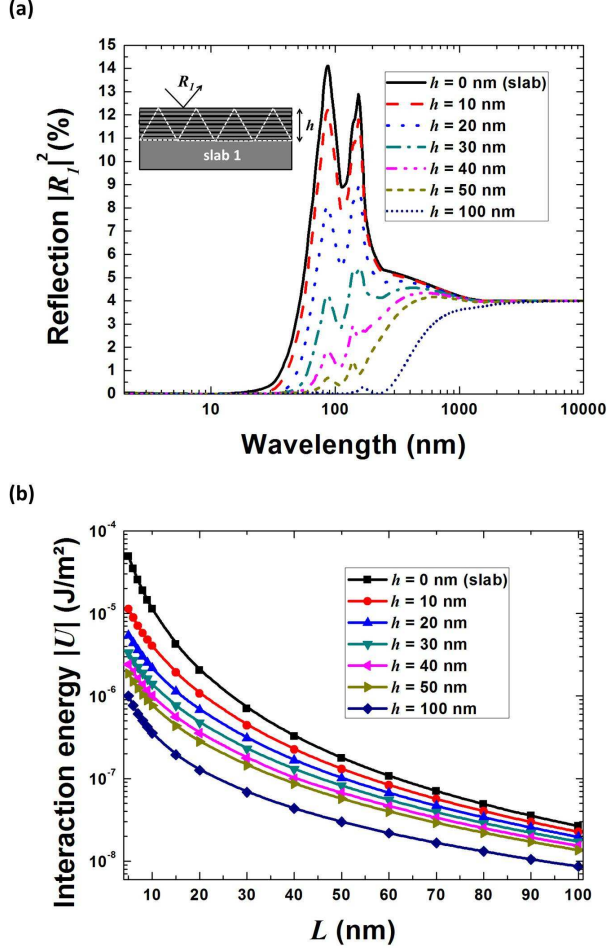 (a)
15
14
13
12
11
10
9
8
7
6
5
4
3
2
1
0
Reflection |R₁|² (%)
R₁
h
slab 1
h = 0 nm (slab)
h = 10 nm
h = 20 nm
h = 30 nm
h = 40 nm
h = 50 nm
h = 100 nm
10 100 1000 10000
Wavelength (nm)
(b)
10⁻⁴
10⁻⁵
10⁻⁶
10⁻⁷
10⁻⁸
Interaction energy |U| (J/m²)
h = 0 nm (slab)
h = 10 nm
h = 20 nm
h = 30 nm
h = 40 nm
h = 50 nm
h = 100 nm
10 20 30 40 50 60 70 80 90 100
L (nm)